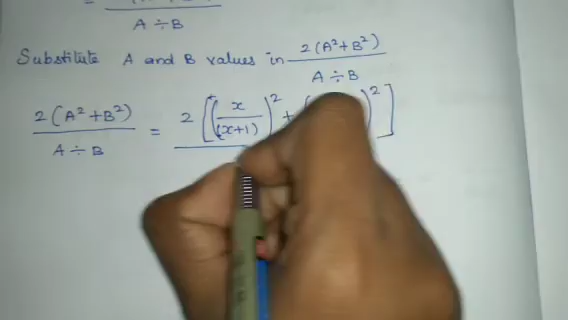 =
A ÷ B
Substitute A and B values in 2(A²+B²)
A ÷ B
2(A²+B²) = 2[(x/(x+1))² + ( )²]
A ÷ B